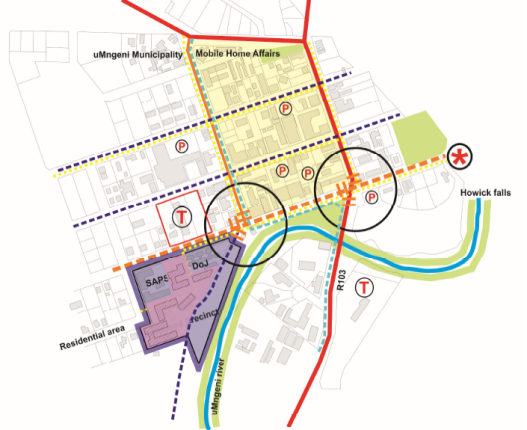 uMngeni Municipality
Mobile Home Affairs
P
P
P
P
P
*
Howick falls
T
DoJ
SAPS
R103
T
recinct
Residential area
uMngeni river